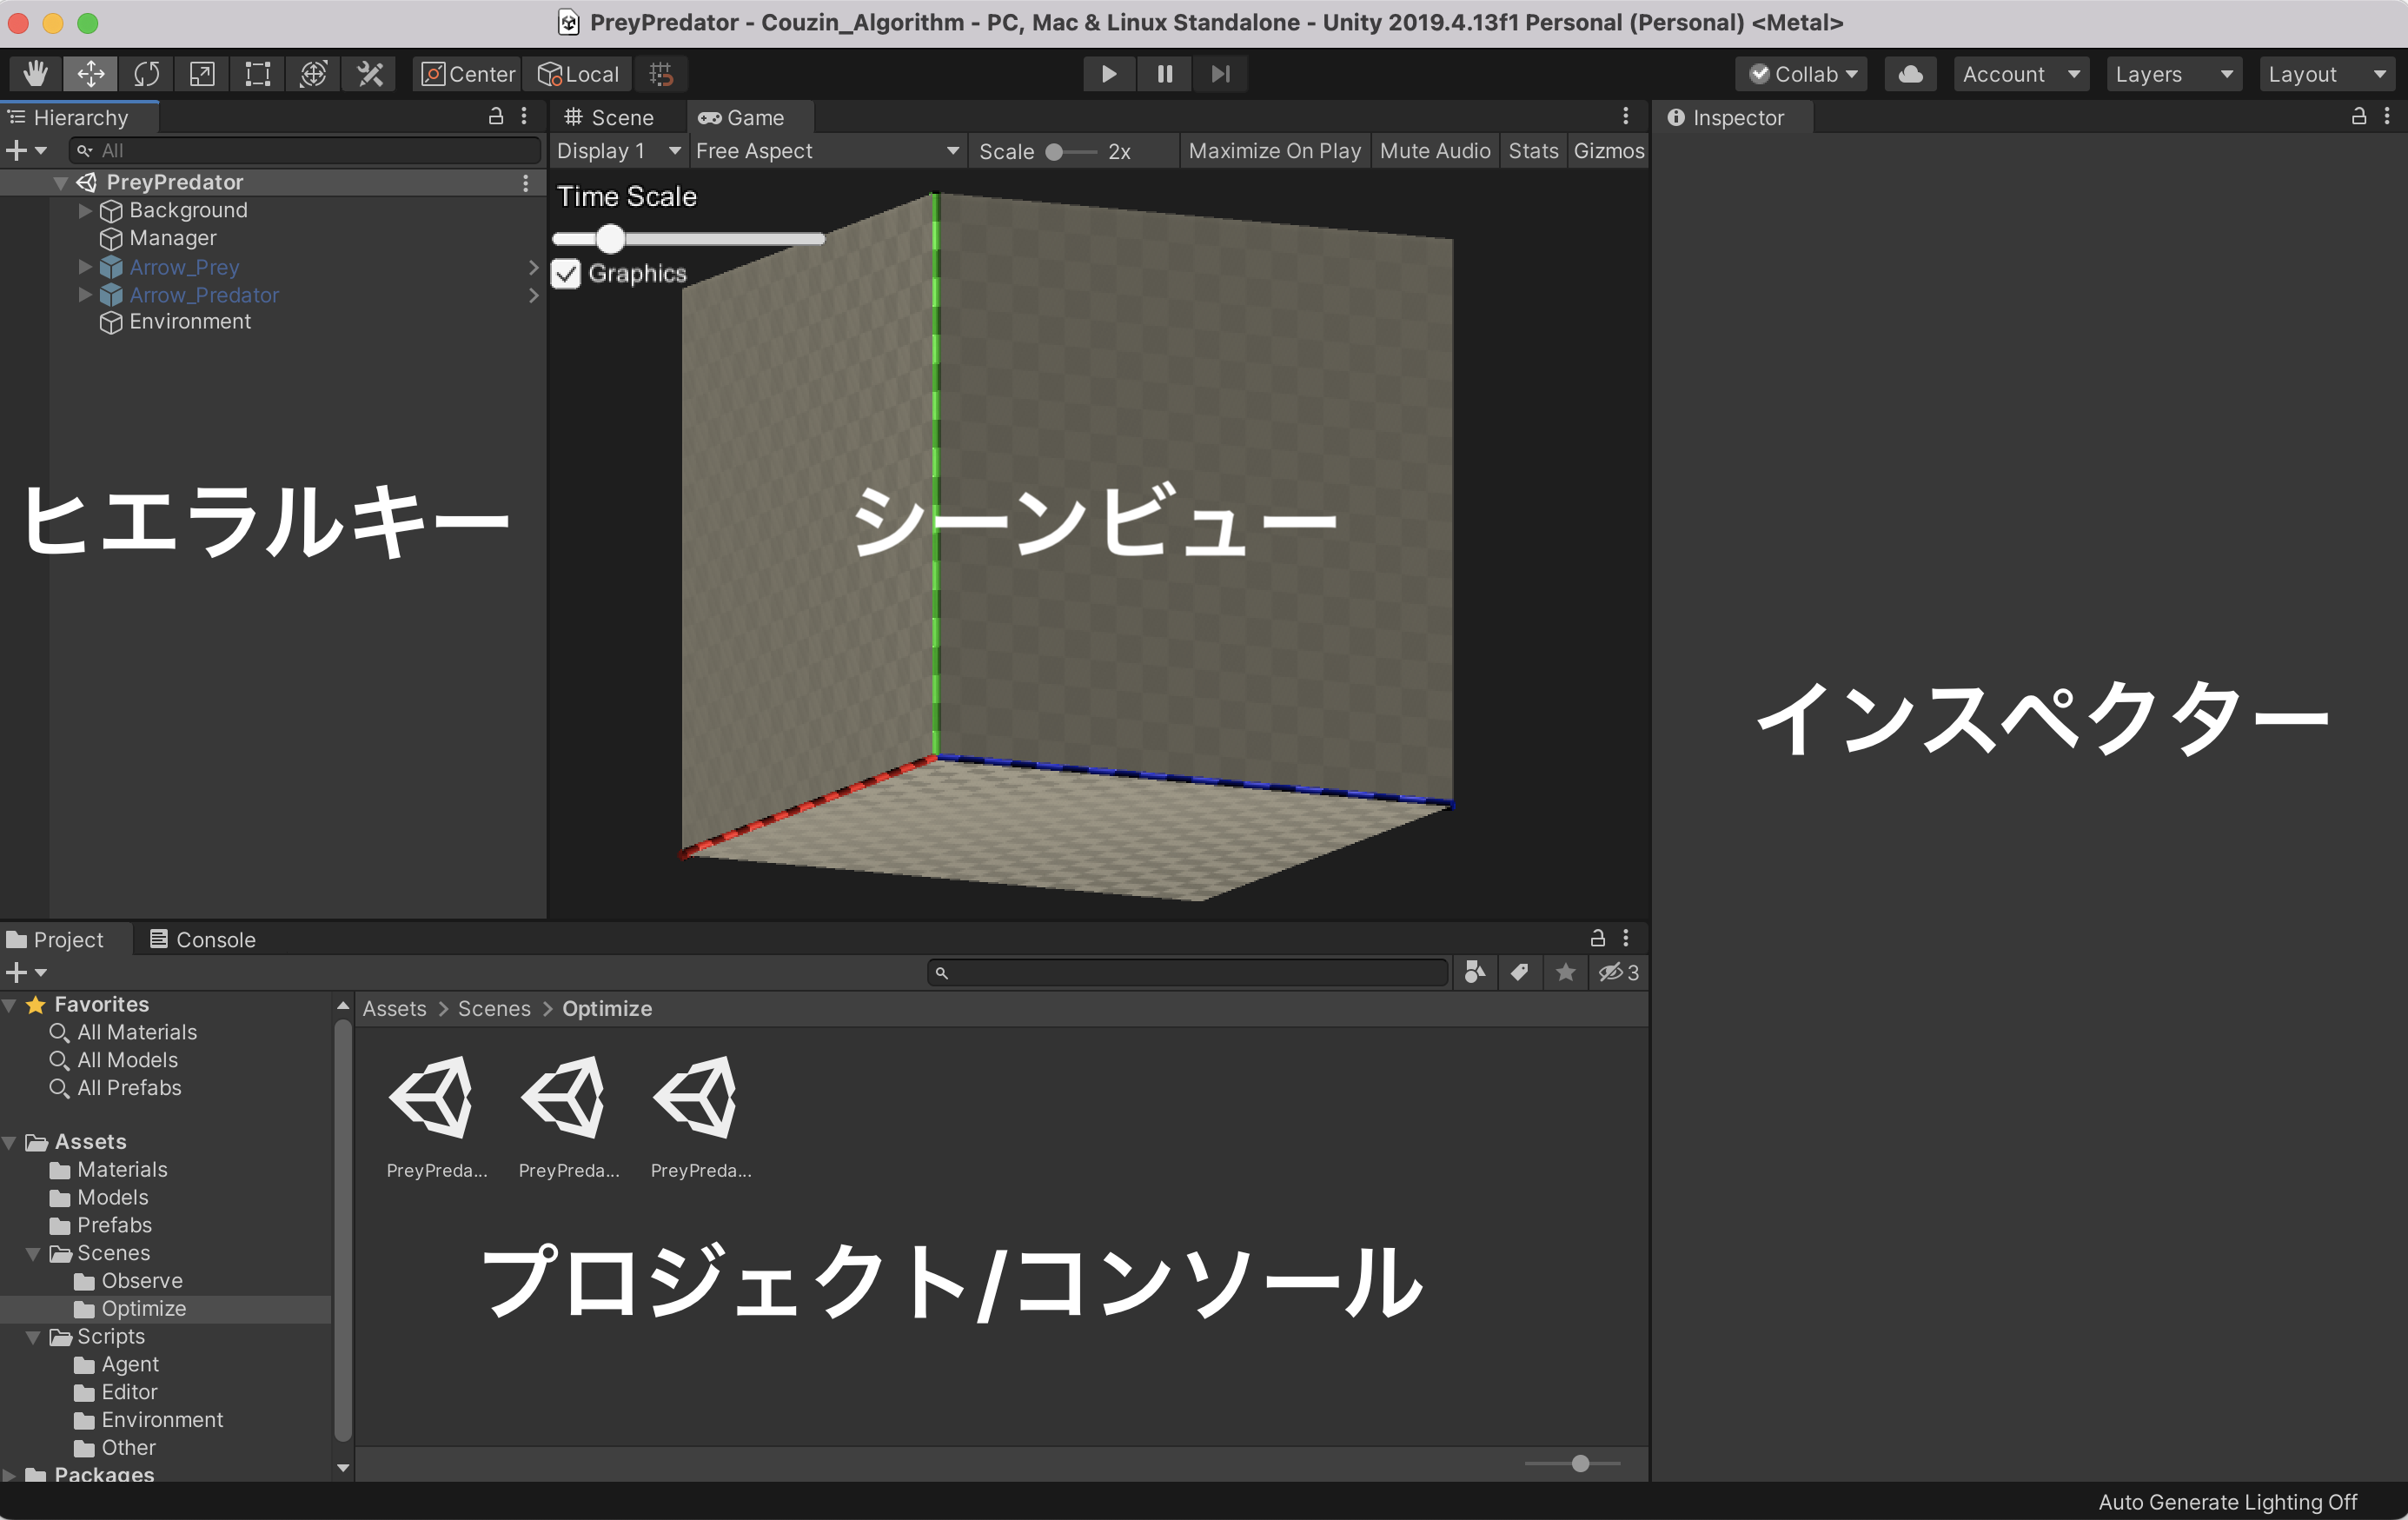 PreyPredator - Couzin_Algorithm - PC, Mac & Linux Standalone - Unity 2019.4.13f1 Personal (Personal) <Metal>
Center Local Collab Account Layers Layout
Hierarchy
All
PreyPredator
Background
Manager
Arrow_Prey
Arrow_Predator
Environment
ヒエラルキー
Scene Game
Display 1 Free Aspect Scale 2x Maximize On Play Mute Audio Stats Gizmos
Time Scale
Graphics
シーンビュー
Inspector
インスペクター
Project Console
3
Favorites
All Materials
All Models
All Prefabs
Assets
Materials
Models
Prefabs
Scenes
Observe
Optimize
Scripts
Agent
Editor
Environment
Other
Packages
Assets > Scenes > Optimize
PreyPreda... PreyPreda... PreyPreda...
プロジェクト/コンソール
Auto Generate Lighting Off